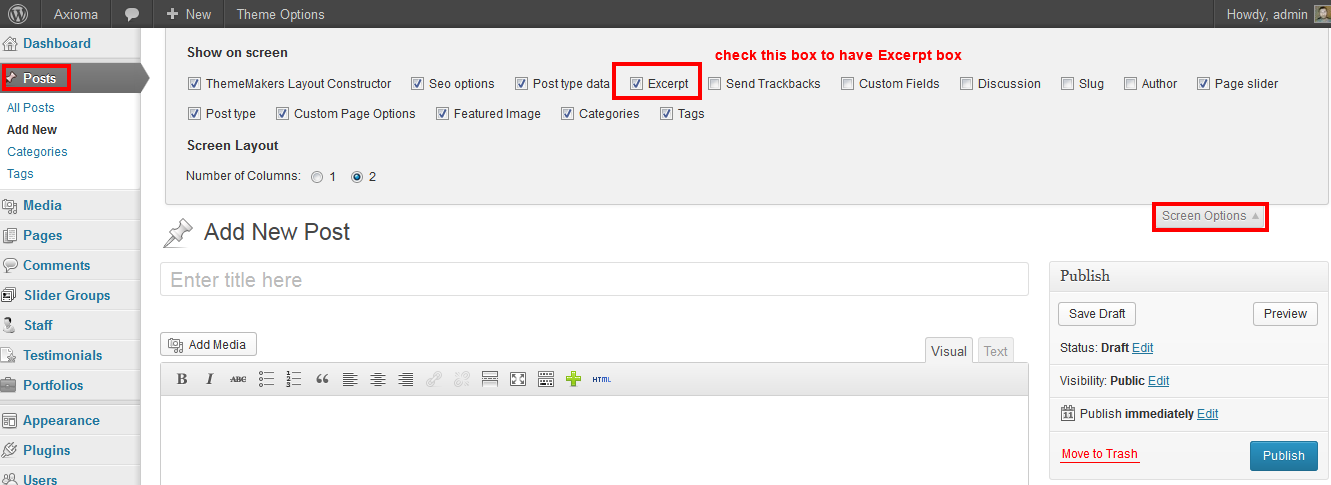 Axioma
New
Theme Options
Howdy, admin
Dashboard
Posts
All Posts
Add New
Categories
Tags
Media
Pages
Comments
Slider Groups
Staff
Testimonials
Portfolios
Appearance
Plugins
Users
Show on screen
check this box to have Excerpt box
ThemeMakers Layout Constructor Seo options Post type data Excerpt Send Trackbacks Custom Fields Discussion Slug Author Page slider
Post type Custom Page Options Featured Image Categories Tags
Screen Layout
Number of Columns: 1 2
Screen Options
Add New Post
Enter title here
Add Media
Visual Text
B I ABC HTML
Publish
Save Draft Preview
Status: Draft Edit
Visibility: Public Edit
11 Publish immediately Edit
Move to Trash Publish